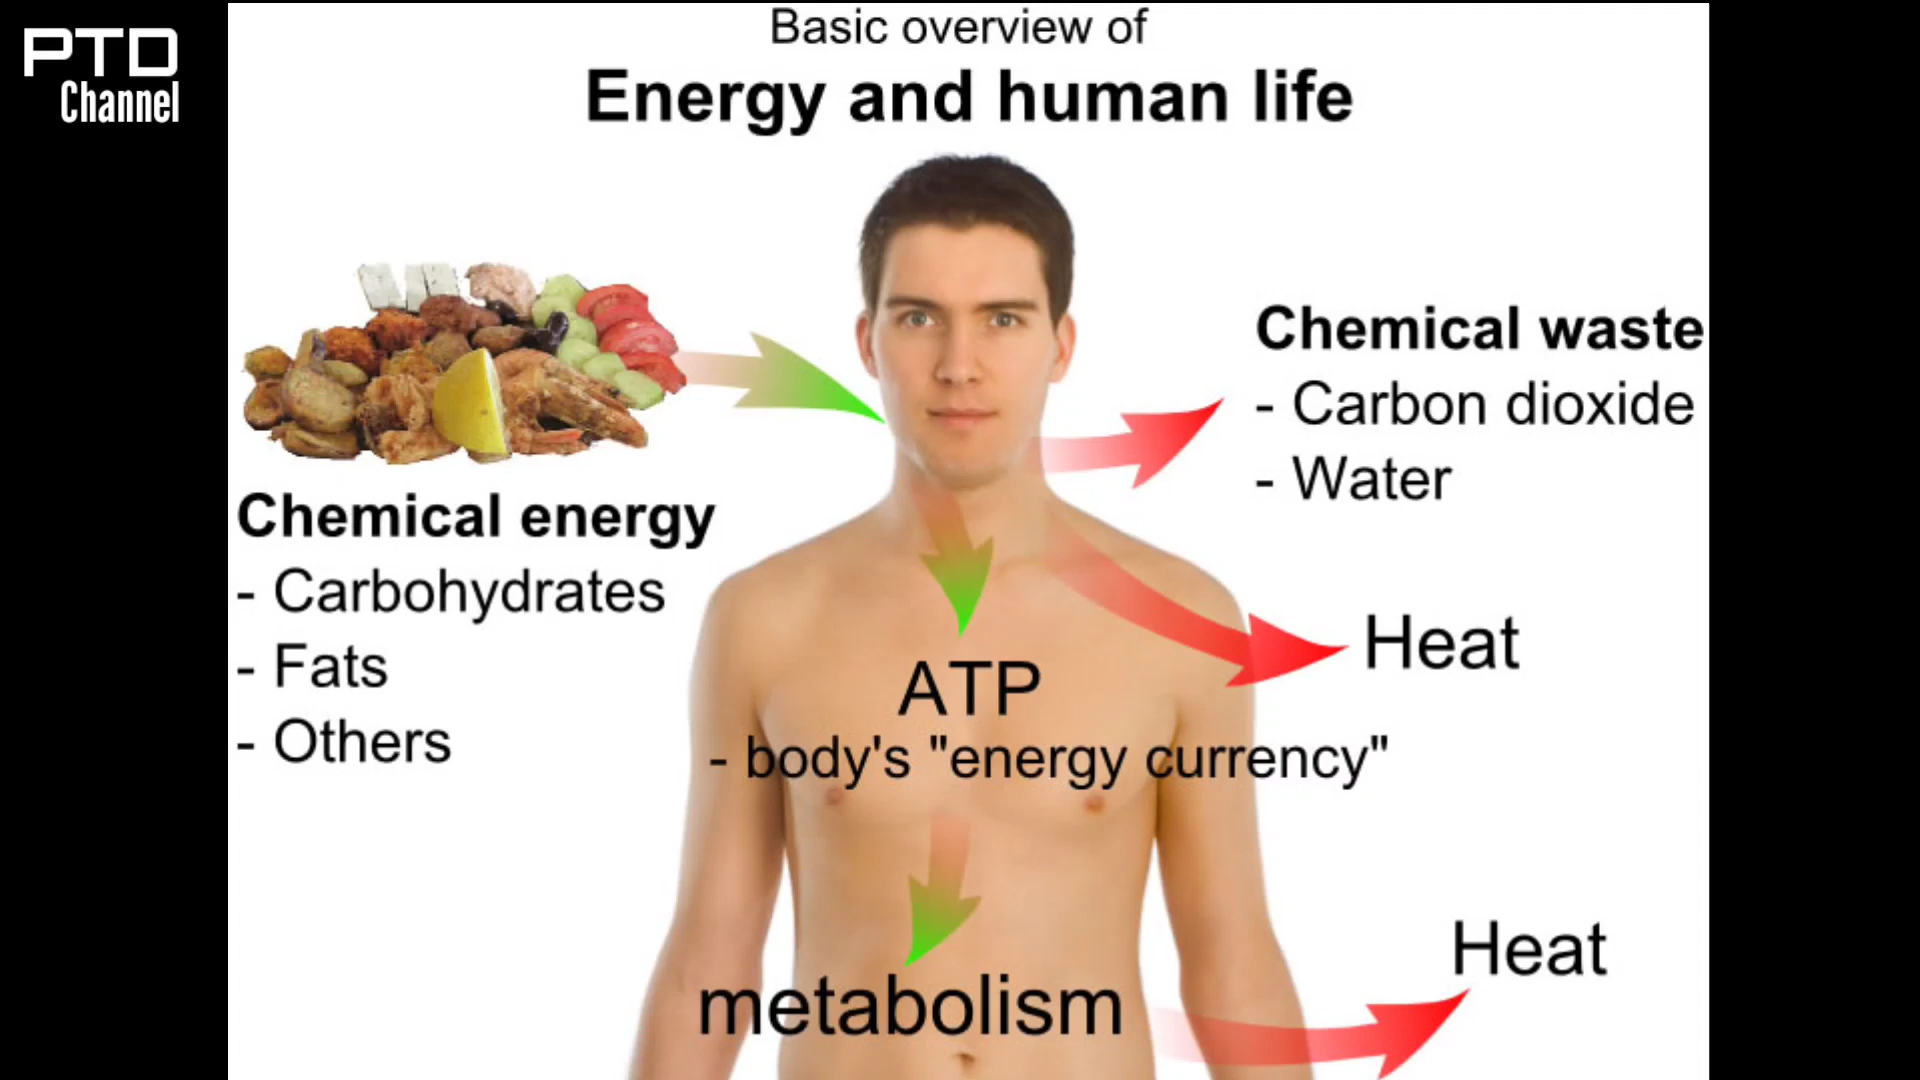 PTD
Channel
Basic overview of
Energy and human life
Chemical energy
- Carbohydrates
- Fats
- Others
Chemical waste
- Carbon dioxide
- Water
Heat
ATP
- body's "energy currency"
Heat
metabolism